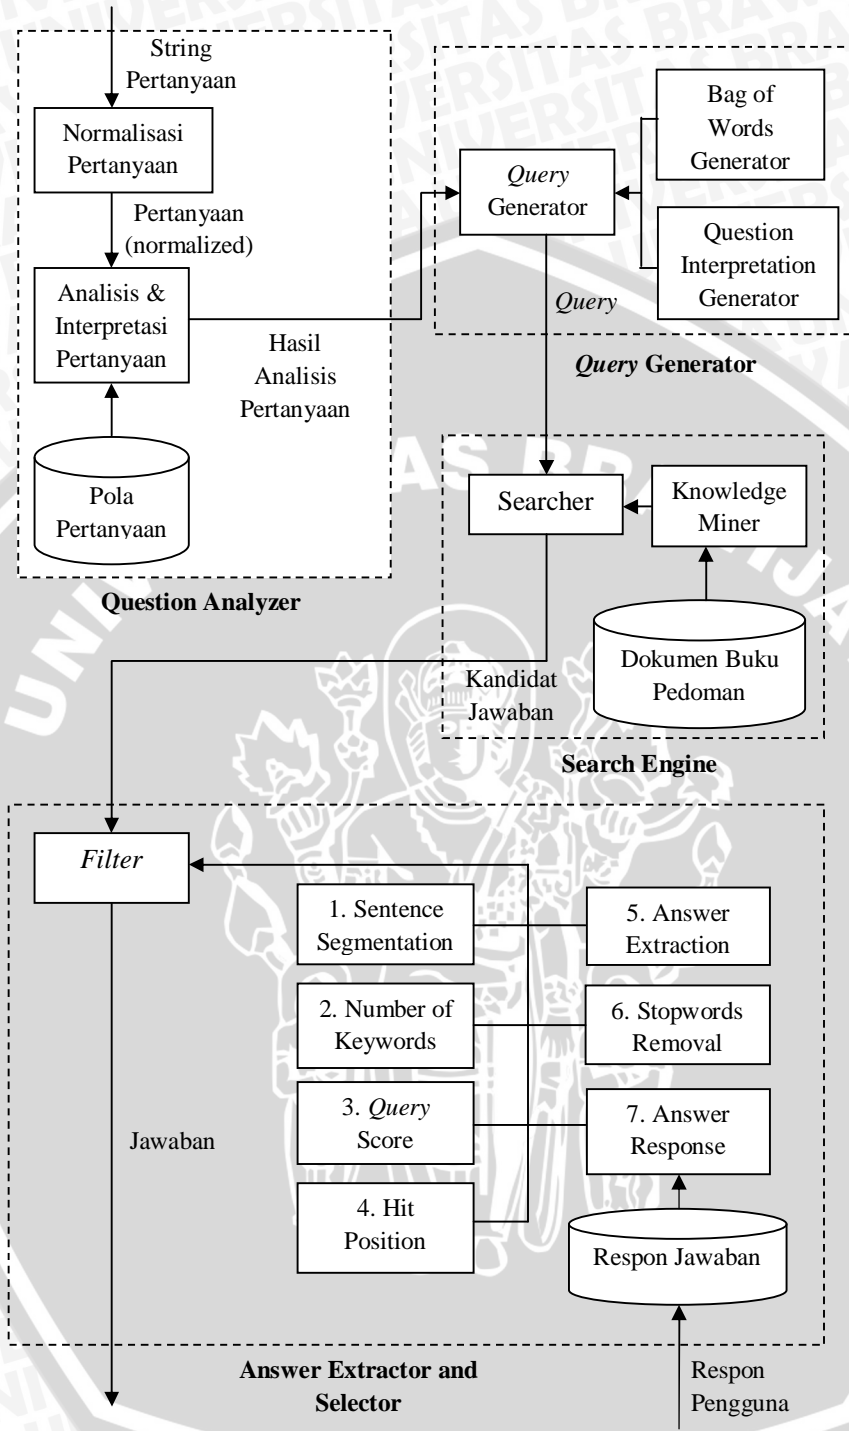 String
Pertanyaan
Normalisasi
Pertanyaan
Pertanyaan
(normalized)
Analisis &
Interpretasi
Pertanyaan
Hasil
Analisis
Pertanyaan
Pola
Pertanyaan
Question Analyzer
Query
Generator
Bag of
Words
Generator
Question
Interpretation
Generator
Query
Query Generator
Searcher
Knowledge
Miner
Dokumen Buku
Pedoman
Kandidat
Jawaban
Search Engine
Filter
1. Sentence
Segmentation
2. Number of
Keywords
3. Query
Score
4. Hit
Position
5. Answer
Extraction
6. Stopwords
Removal
7. Answer
Response
Respon Jawaban
Jawaban
Answer Extractor and
Selector
Respon
Pengguna